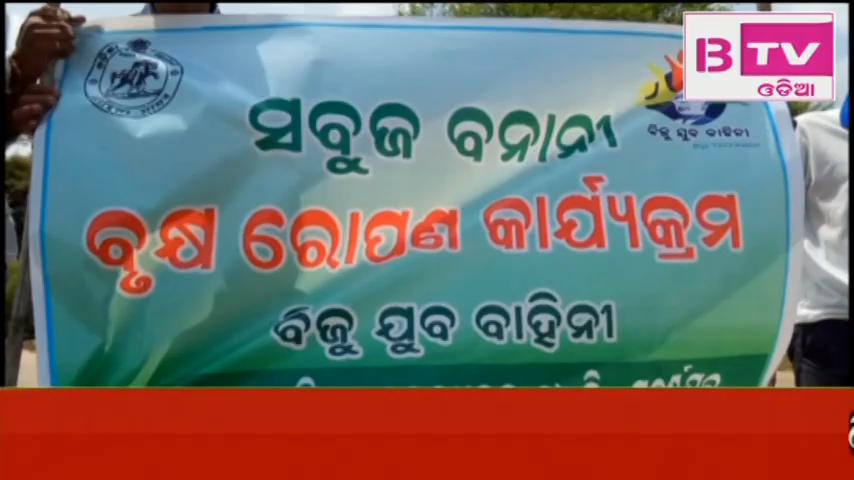 BTV
ଓଡିଆ
ବିଜୁ ଯୁବ ବାହିନୀ
ସବୁଜ ବନାନୀ
ବୃକ୍ଷ ରୋପଣ କାର୍ଯ୍ୟକ୍ରମ
ବିଜୁ ଯୁବ ବାହିନୀ